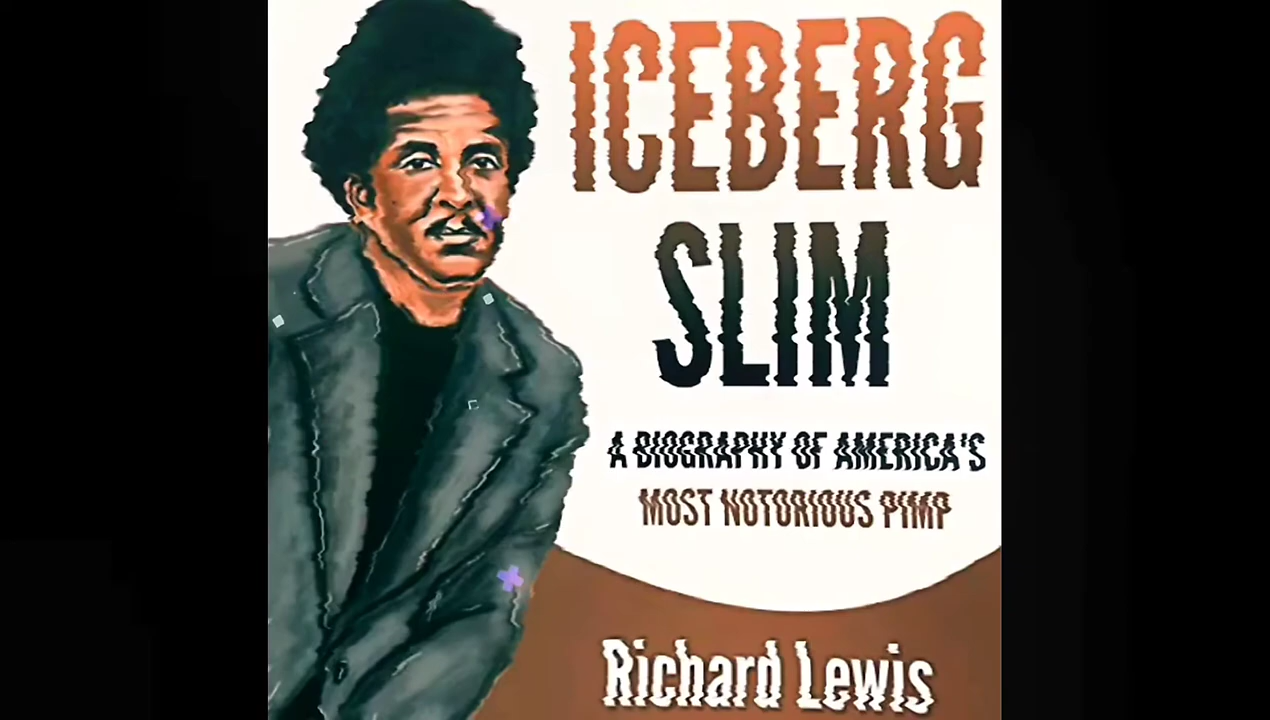 ICEBERG
SLIM
A BIOGRAPHY OF AMERICA'S
MOST NOTORIOUS PIMP
Richard Lewis